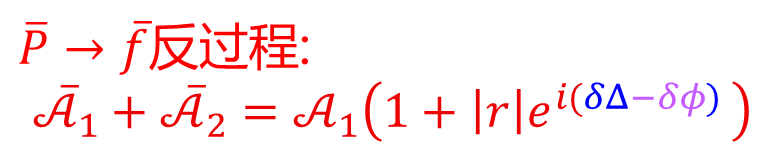 P̄ → f̄反过程:
𝒜̄₁ + 𝒜̄₂ = 𝒜₁(1 + |r|e^{i(δΔ−δϕ)})